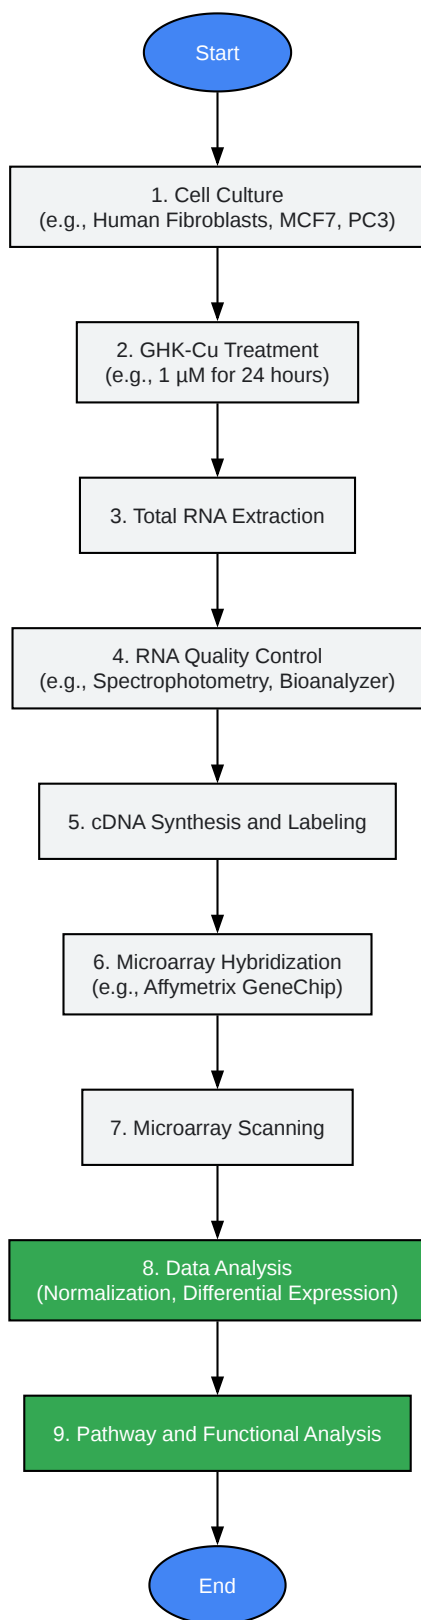 Start
1. Cell Culture
(e.g., Human Fibroblasts, MCF7, PC3)
2. GHK-Cu Treatment
(e.g., 1 µM for 24 hours)
3. Total RNA Extraction
4. RNA Quality Control
(e.g., Spectrophotometry, Bioanalyzer)
5. cDNA Synthesis and Labeling
6. Microarray Hybridization
(e.g., Affymetrix GeneChip)
7. Microarray Scanning
8. Data Analysis
(Normalization, Differential Expression)
9. Pathway and Functional Analysis
End